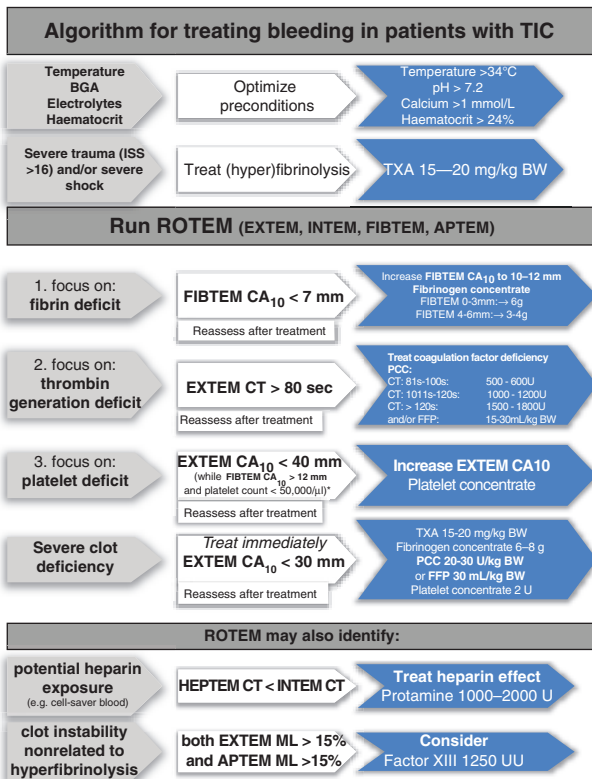 Algorithm for treating bleeding in patients with TIC
Temperature
BGA
Electrolytes
Haematocrit
Optimize
preconditions
Temperature >34°C
pH > 7.2
Calcium >1 mmol/L
Haematocrit > 24%
Severe trauma (ISS
>16) and/or severe
shock
Treat (hyper)fibrinolysis
TXA 15—20 mg/kg BW
Run ROTEM (EXTEM, INTEM, FIBTEM, APTEM)
1. focus on:
fibrin deficit
FIBTEM CA10 < 7 mm
Reassess after treatment
Increase FIBTEM CA10 to 10–12 mm
Fibrinogen concentrate
FIBTEM 0-3mm:→ 6g
FIBTEM 4-6mm:→ 3-4g
2. focus on:
thrombin
generation deficit
EXTEM CT > 80 sec
Reassess after treatment
Treat coagulation factor deficiency
PCC:
CT: 81s-100s: 500 - 600U
CT: 1011s-120s: 1000 - 1200U
CT: > 120s: 1500 - 1800U
and/or FFP: 15-30mL/kg BW
3. focus on:
platelet deficit
EXTEM CA10 < 40 mm
(while FIBTEM CA10 > 12 mm
and platelet count < 50,000/μl)*
Reassess after treatment
Increase EXTEM CA10
Platelet concentrate
Severe clot
deficiency
Treat immediately
EXTEM CA10 < 30 mm
Reassess after treatment
TXA 15-20 mg/kg BW
Fibrinogen concentrate 6–8 g
PCC 20-30 U/kg BW
or FFP 30 mL/kg BW
Platelet concentrate 2 U
ROTEM may also identify:
potential heparin
exposure
(e.g. cell-saver blood)
HEPTEM CT < INTEM CT
Treat heparin effect
Protamine 1000–2000 U
clot instability
nonrelated to
hyperfibrinolysis
both EXTEM ML > 15%
and APTEM ML >15%
Consider
Factor XIII 1250 UU